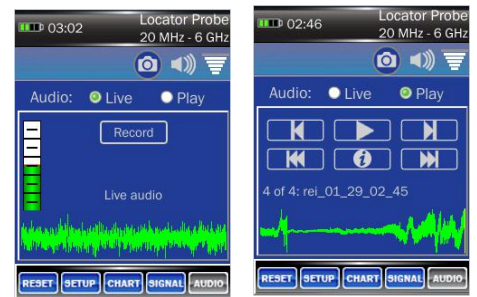 03:02 Locator Probe
20 MHz - 6 GHz
Audio: Live Play
Record
Live audio
RESET SETUP CHART SIGNAL AUDIO
02:46 Locator Probe
20 MHz - 6 GHz
Audio: Live Play
4 of 4: rei_01_29_02_45
RESET SETUP CHART SIGNAL AUDIO